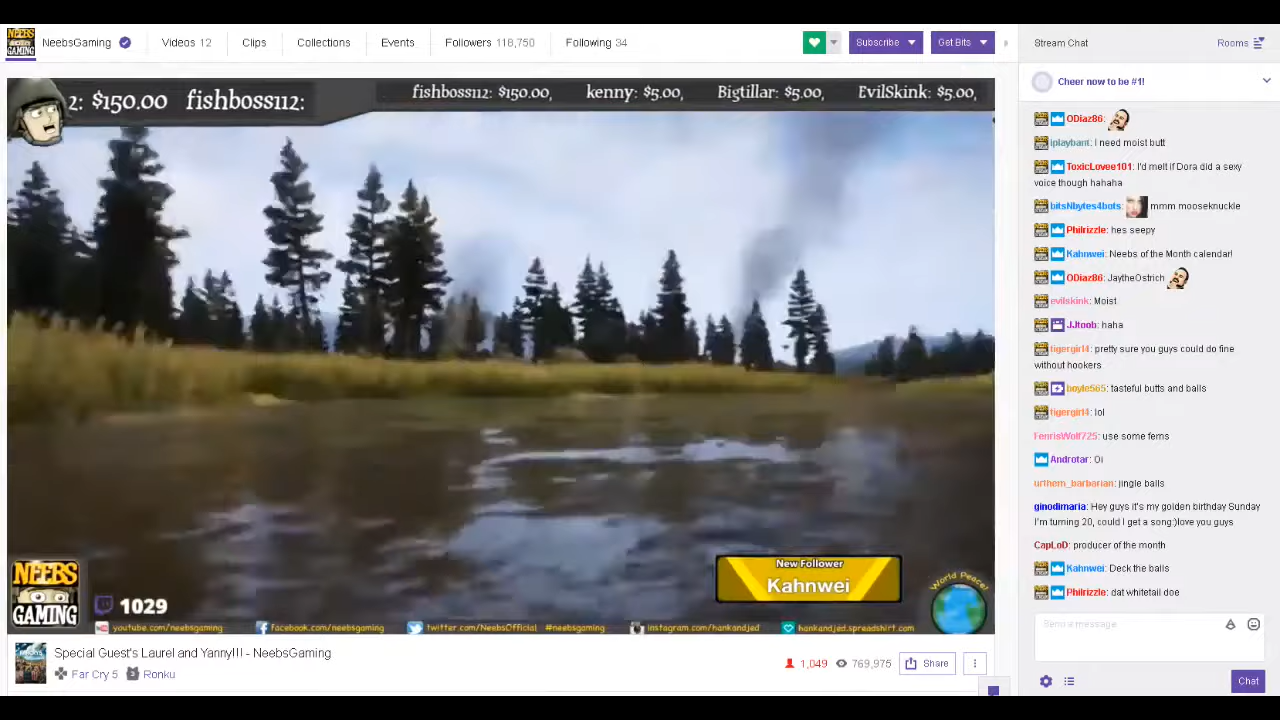 NeebsGaming
Videos 12
Clips
Collections
Events
Followers 118,750
Following 34
Subscribe
Get Bits
Stream Chat
Rooms
Cheer now to be #1!
NEEBS
GAMING
2: $150.00 fishboss112:
fishboss112: $150.00, kenny: $5.00, Bigtillar: $5.00, EvilSkink: $5.00,
NEEBS
GAMING
1029
New Follower
Kahnwei
World Peace!
youtube.com/neebsgaming
facebook.com/neebsgaming
twitter.com/NeebsOfficial #neebsgaming
instagram.com/hankandjed
hankandjed.spreadshirt.com
Special Guest's Laurel and Yanny!!! - NeebsGaming
Far Cry 5
Ronku
1,049
769,975
Share
ODiaz86:
iplaybant: I need moist butt
ToxicLovee101: I'd melt if Dora did a sexy
voice though hahaha
bitsNbytes4bots: mmm mooseknuckle
Philrizzle: hes seepy
Kahnwei: Neebs of the Month calendar!
ODiaz86: JaytheOstrich
evilskink: Moist
JJtoob: haha
tigergirl4: pretty sure you guys could do fine
without hookers
boyle565: tasteful butts and balls
tigergirl4: lol
FenrisWolf725: use some ferns
Androtar: Oi
urthem_barbarian: jingle balls
ginodimaria: Hey guys it's my golden birthday Sunday
I'm turning 20, could I get a song:)love you guys
CapLoD: producer of the month
Kahnwei: Deck the balls
Philrizzle: dat whitetail doe
Send a message
Chat